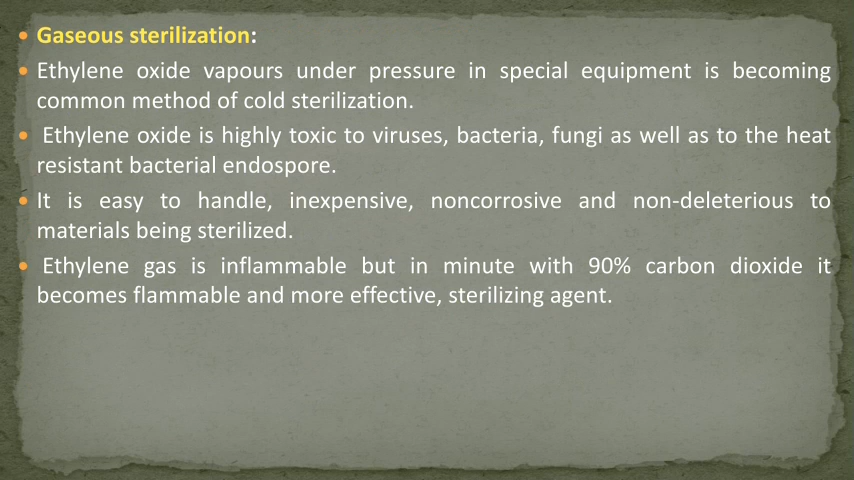 Gaseous sterilization:
Ethylene oxide vapours under pressure in special equipment is becoming
common method of cold sterilization.
Ethylene oxide is highly toxic to viruses, bacteria, fungi as well as to the heat
resistant bacterial endospore.
It is easy to handle, inexpensive, noncorrosive and non-deleterious to
materials being sterilized.
Ethylene gas is inflammable but in minute with 90% carbon dioxide it
becomes flammable and more effective, sterilizing agent.